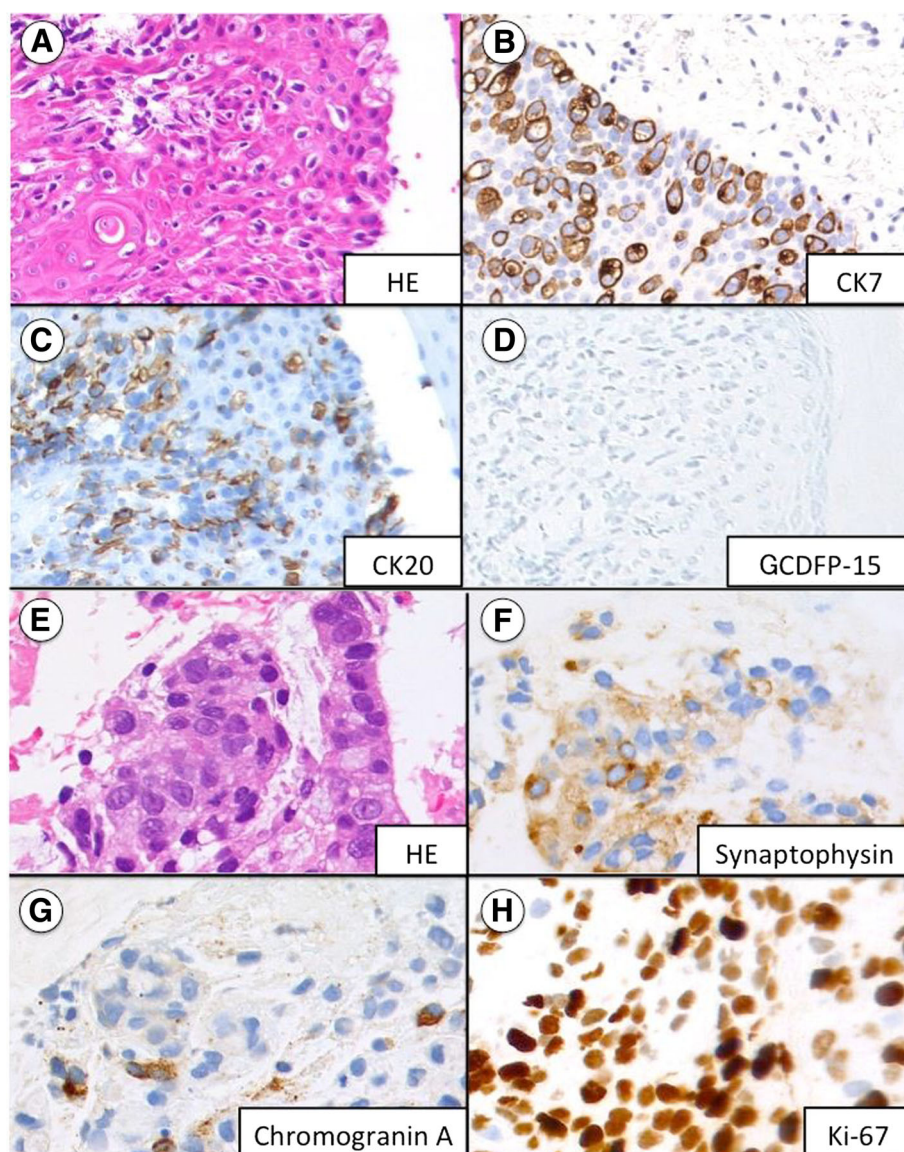 A
HE
B
CK7
C
CK20
D
GCDFP-15
E
HE
F
Synaptophysin
G
Chromogranin A
H
Ki-67